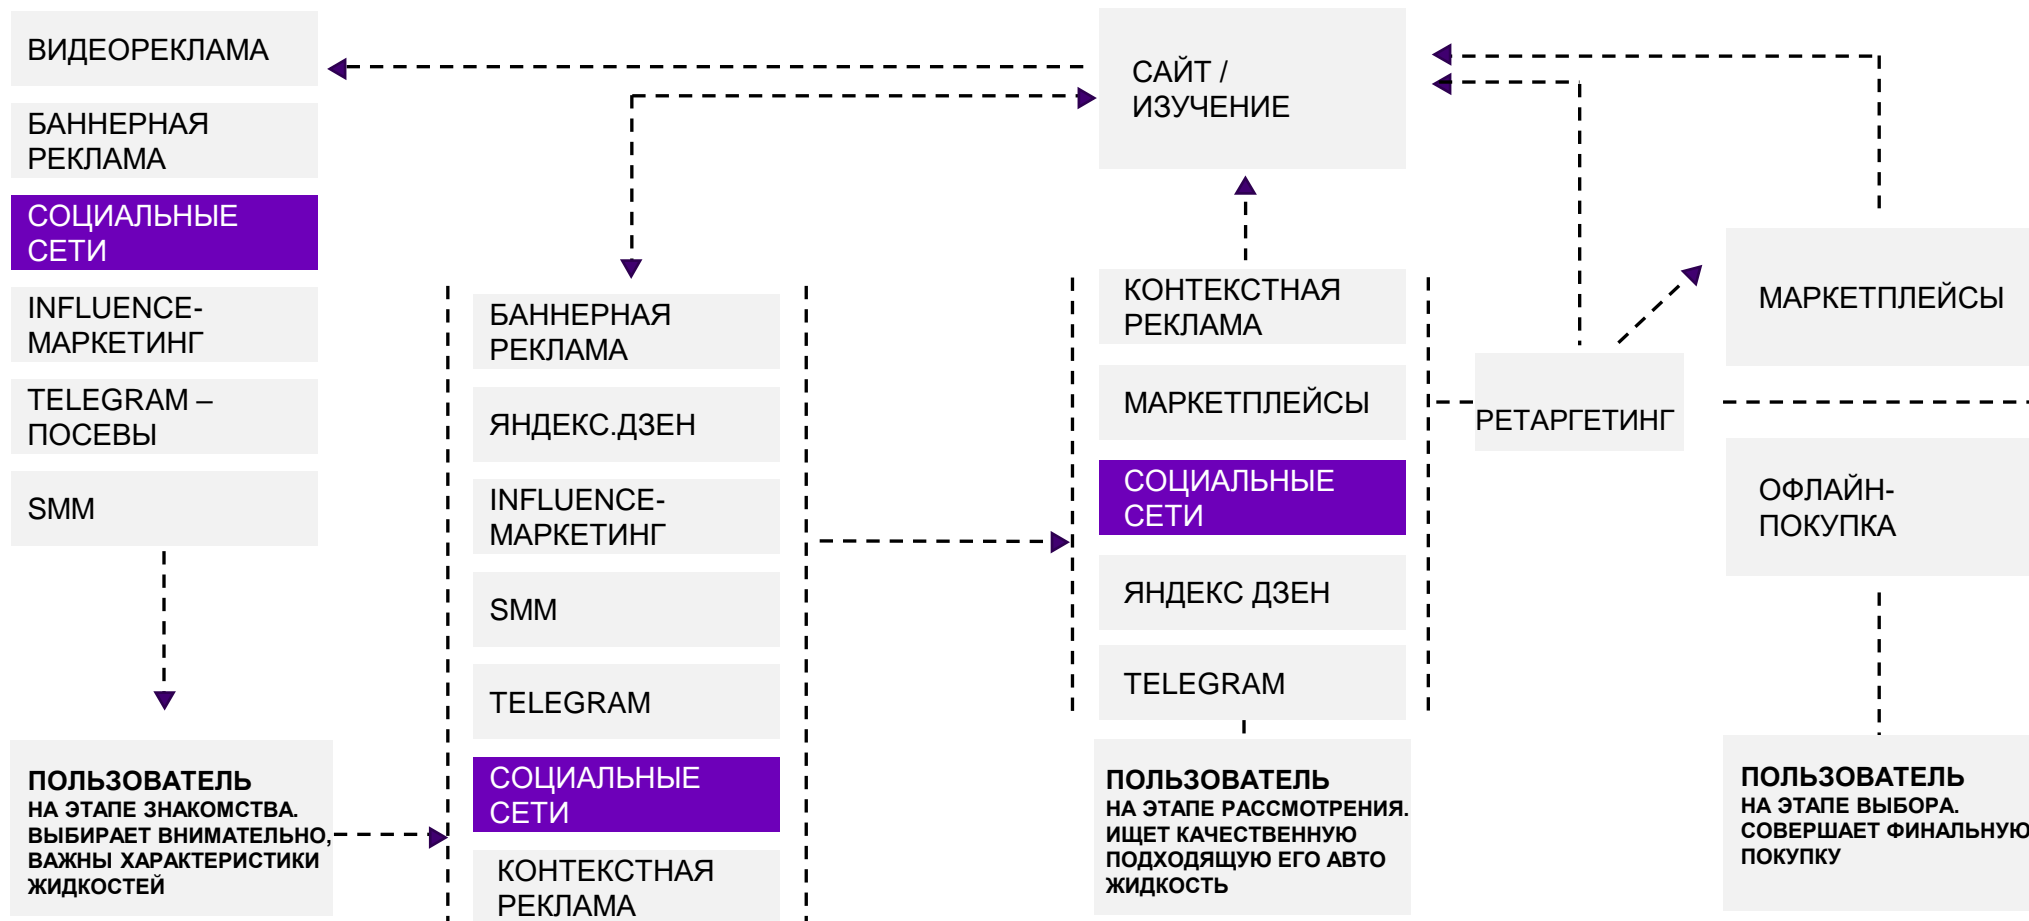 ВИДЕОРЕКЛАМА
БАННЕРНАЯ
РЕКЛАМА
СОЦИАЛЬНЫЕ
СЕТИ
INFLUENCE-
МАРКЕТИНГ
TELEGRAM –
ПОСЕВЫ
SMM
ПОЛЬЗОВАТЕЛЬ
НА ЭТАПЕ ЗНАКОМСТВА.
ВЫБИРАЕТ ВНИМАТЕЛЬНО,
ВАЖНЫ ХАРАКТЕРИСТИКИ
ЖИДКОСТЕЙ
БАННЕРНАЯ
РЕКЛАМА
ЯНДЕКС.ДЗЕН
INFLUENCE-
МАРКЕТИНГ
SMM
TELEGRAM
СОЦИАЛЬНЫЕ
СЕТИ
КОНТЕКСТНАЯ
РЕКЛАМА
САЙТ /
ИЗУЧЕНИЕ
КОНТЕКСТНАЯ
РЕКЛАМА
МАРКЕТПЛЕЙСЫ
СОЦИАЛЬНЫЕ
СЕТИ
ЯНДЕКС ДЗЕН
TELEGRAM
ПОЛЬЗОВАТЕЛЬ
НА ЭТАПЕ РАССМОТРЕНИЯ.
ИЩЕТ КАЧЕСТВЕННУЮ
ПОДХОДЯЩУЮ ЕГО АВТО
ЖИДКОСТЬ
РЕТАРГЕТИНГ
МАРКЕТПЛЕЙСЫ
ОФЛАЙН-
ПОКУПКА
ПОЛЬЗОВАТЕЛЬ
НА ЭТАПЕ ВЫБОРА.
СОВЕРШАЕТ ФИНАЛЬНУЮ
ПОКУПКУ